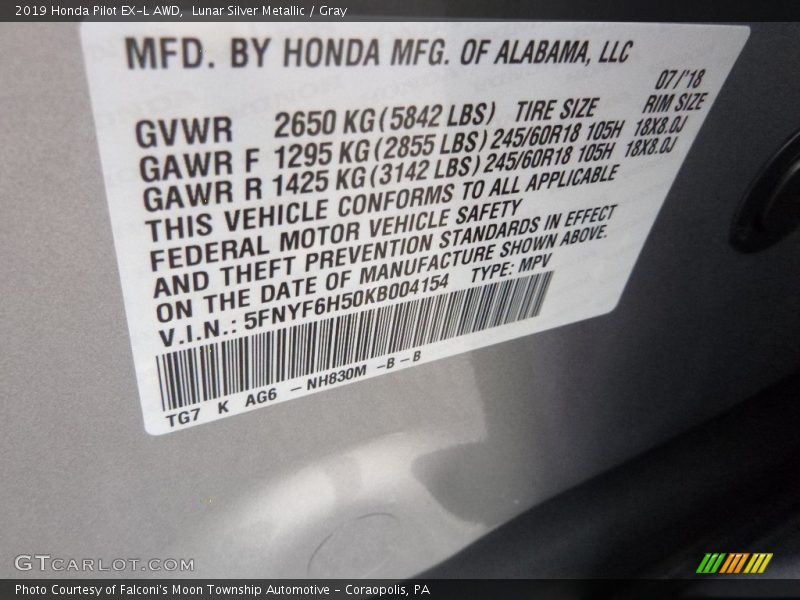 2019 Honda Pilot EX-L AWD,  Lunar Silver Metallic / Gray
MFD. BY HONDA MFG. OF ALABAMA, LLC
07/'18
GVWR 2650 KG (5842 LBS) TIRE SIZE RIM SIZE
GAWR F 1295 KG (2855 LBS) 245/60R18 105H 18X8.0J
GAWR R 1425 KG (3142 LBS) 245/60R18 105H 18X8.0J
THIS VEHICLE CONFORMS TO ALL APPLICABLE
FEDERAL MOTOR VEHICLE SAFETY
AND THEFT PREVENTION STANDARDS IN EFFECT
ON THE DATE OF MANUFACTURE SHOWN ABOVE.
V.I.N.: 5FNYF6H50KB004154 TYPE: MPV
TG7 K AG6 – NH830M –B – B
GTCARLOT.COM
Photo Courtesy of Falconi's Moon Township Automotive – Coraopolis, PA